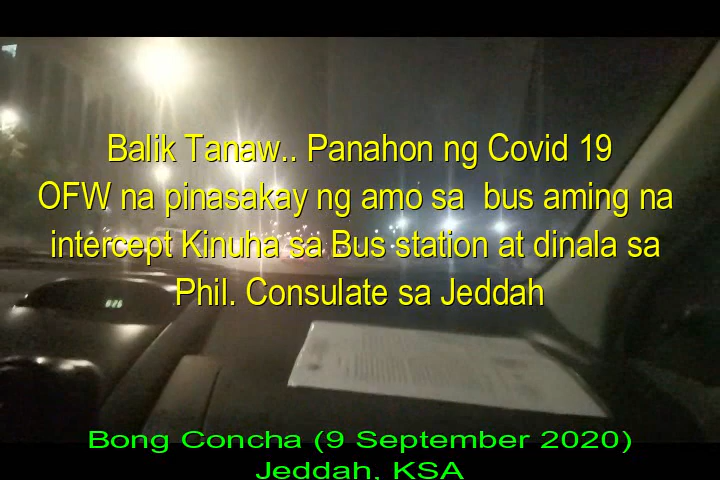 Balik Tanaw.. Panahon ng Covid 19
OFW na pinasakay ng amo sa bus aming na
intercept Kinuha sa Bus station at dinala sa
Phil. Consulate sa Jeddah
Bong Concha (9 September 2020)
Jeddah, KSA